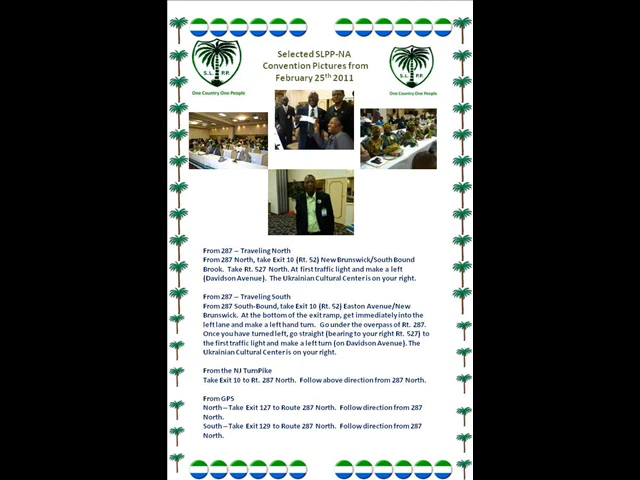 S.L. P.P.
One Country One People
Selected SLPP-NA
Convention Pictures from
February 25th 2011
S.L. P.P.
One Country One People
From 287 – Traveling North
From 287 North, take Exit 10 (Rt. 52) New Brunswick/South Bound
Brook. Take Rt. 527 North. At first traffic light and make a left
(Davidson Avenue). The Ukrainian Cultural Center is on your right.
From 287 – Traveling South
From 287 South-Bound, take Exit 10 (Rt. 52) Easton Avenue/New
Brunswick. At the bottom of the exit ramp, get immediately into the
left lane and make a left hand turn. Go under the overpass of Rt. 287.
Once you have turned left, go straight (bearing to your right Rt. 527) to
the first traffic light and make a left turn (on Davidson Avenue). The
Ukrainian Cultural Center is on your right.
From the NJ TurnPike
Take Exit 10 to Rt. 287 North. Follow above direction from 287 North.
From GPS
North – Take Exit 127 to Route 287 North. Follow direction from 287
North.
South – Take Exit 129 to Route 287 North. Follow direction from 287
North.